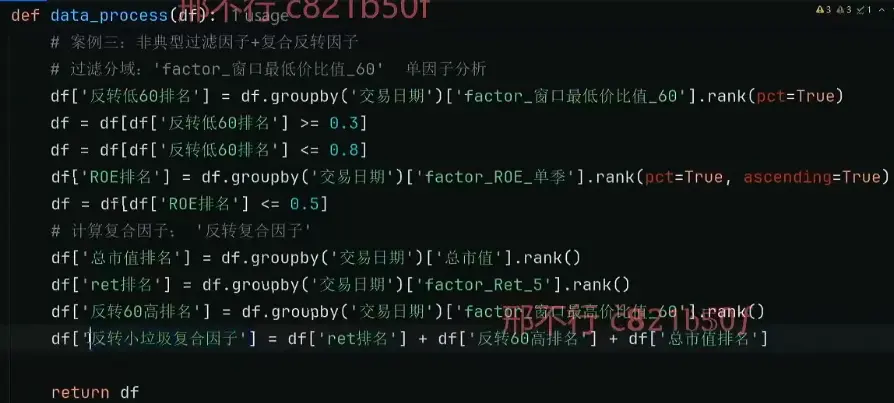 邢不行 c821b50f
def data_process(df): 1 usage
3 3 1
# 案例三：非典型过滤因子+复合反转因子
# 过滤分域：'factor_窗口最低价比值_60' 单因子分析
df['反转低60排名'] = df.groupby('交易日期')['factor_窗口最低价比值_60'].rank(pct=True)
df = df[df['反转低60排名'] >= 0.3]
df = df[df['反转低60排名'] <= 0.8]
df['ROE排名'] = df.groupby('交易日期')['factor_ROE_单季'].rank(pct=True, ascending=True)
df = df[df['ROE排名'] <= 0.5]
# 计算复合因子： '反转复合因子'
df['总市值排名'] = df.groupby('交易日期')['总市值'].rank()
df['ret排名'] = df.groupby('交易日期')['factor_Ret_5'].rank()
df['反转60高排名'] = df.groupby('交易日期')['factor_窗口最高价比值_60'].rank()
邢不行 c821b50f
df['反转小垃圾复合因子'] = df['ret排名'] + df['反转60高排名'] + df['总市值排名']
return df